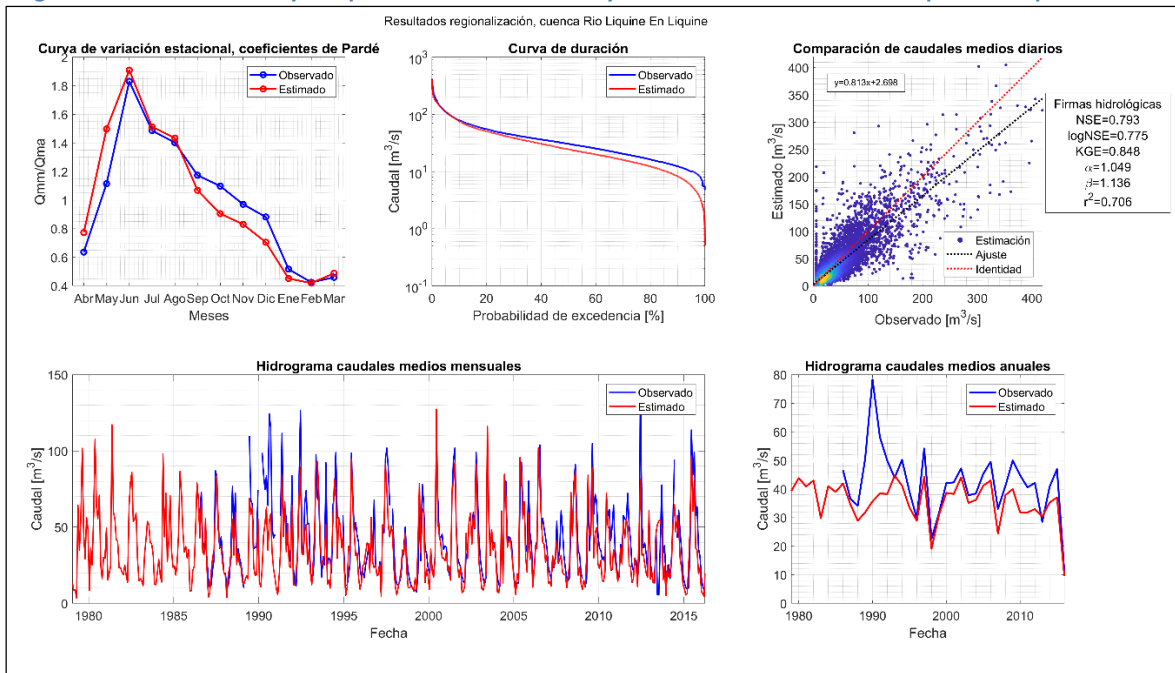 Resultados regionalización, cuenca Rio Liquine En Liquine
Curva de variación estacional, coeficientes de Pardé
2
1.8
1.6
1.4
1.2
1
0.8
0.6
0.4
Qmm/Qma
Observado
Estimado
Abr May Jun Jul Ago Sep Oct Nov Dic Ene Feb Mar
Meses
Curva de duración
10³
10²
10¹
10⁰
10⁻¹
Caudal [m³/s]
Observado
Estimado
0 20 40 60 80 100
Probabilidad de excedencia [%]
Comparación de caudales medios diarios
400
350
300
250
200
150
100
50
0
Estimado [m³/s]
y=0.813x+2.698
Estimación
Ajuste
Identidad
0 100 200 300 400
Observado [m³/s]
Firmas hidrológicas
NSE=0.793
logNSE=0.775
KGE=0.848
α=1.049
β=1.136
r²=0.706
Hidrograma caudales medios mensuales
150
100
50
0
Caudal [m³/s]
Observado
Estimado
1980 1985 1990 1995 2000 2005 2010 2015
Fecha
Hidrograma caudales medios anuales
80
70
60
50
40
30
20
10
0
Caudal [m³/s]
Observado
Estimado
1980 1990 2000 2010
Fecha